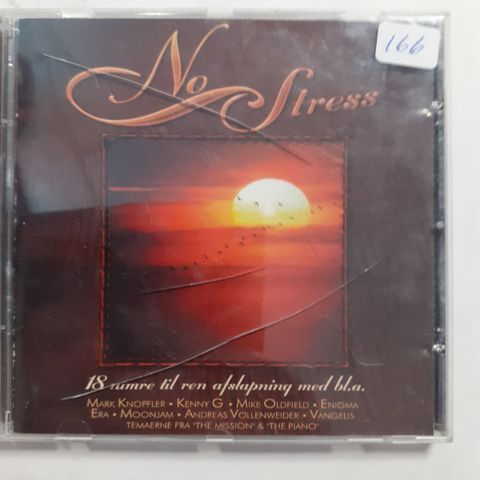 166
No Stress
18 numre til ren afslapning med bl.a.
MARK KNOPFLER • KENNY G • MIKE OLDFIELD • ENIGMA
ERA • MOONJAM • ANDREAS VOLLENWEIDER • VANGELIS
TEMAERNE FRA "THE MISSION" & "THE PIANO"